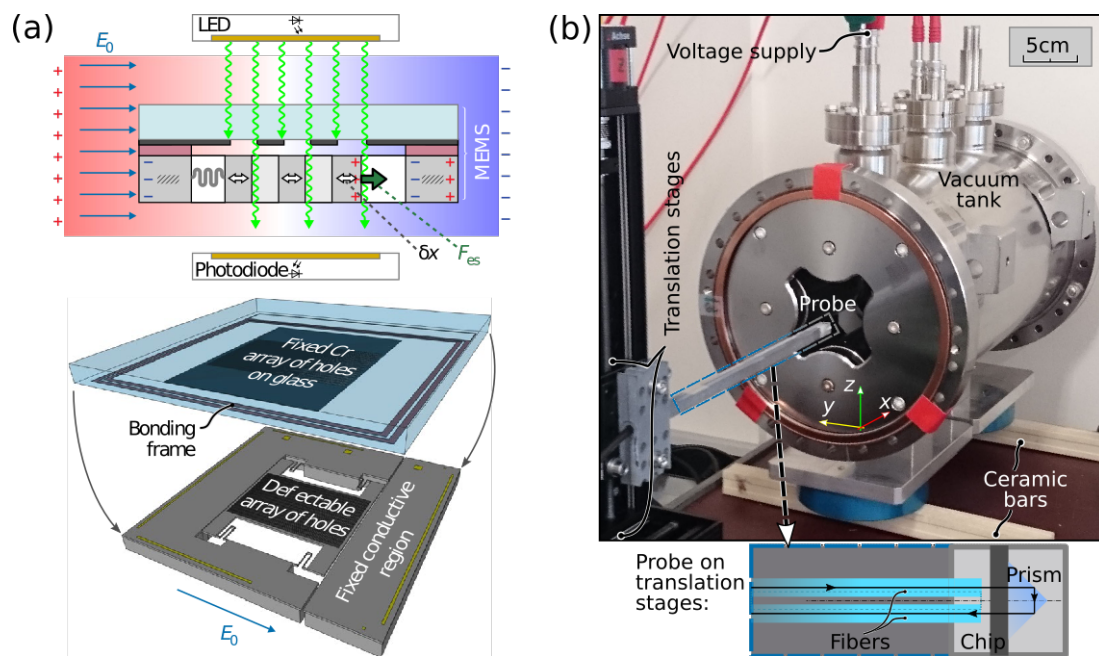 (a)
LED
E0
MEMS
δx
Fes
Photodiode
Fixed Cr
array of holes
on glass
Bonding
frame
Deflectable
array of holes
Fixed conductive
region
E0
(b)
Voltage supply
5cm
Translation stages
Vacuum
tank
Probe
z
y
x
Ceramic
bars
Probe on
translation
stages:
Prism
Fibers
Chip